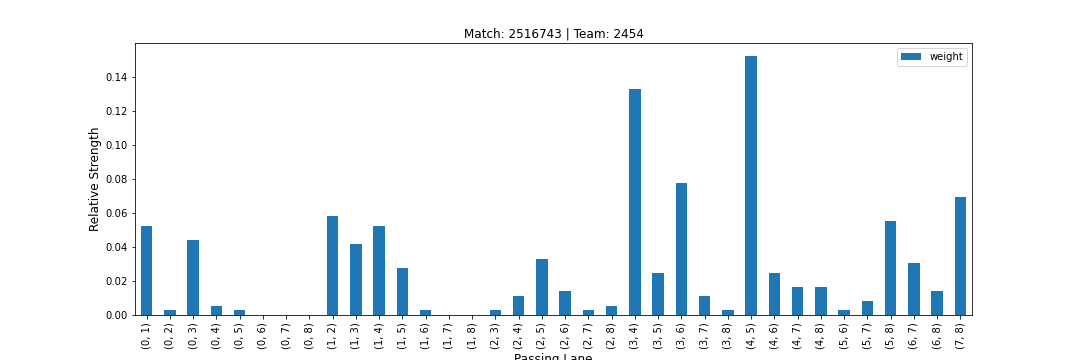 Match: 2516743 | Team: 2454
weight
Relative Strength
0.14
0.12
0.10
0.08
0.06
0.04
0.02
0.00
(0, 1) (0, 2) (0, 3) (0, 4) (0, 5) (0, 6) (0, 7) (0, 8) (1, 2) (1, 3) (1, 4) (1, 5) (1, 6) (1, 7) (1, 8) (2, 3) (2, 4) (2, 5) (2, 6) (2, 7) (2, 8) (3, 4) (3, 5) (3, 6) (3, 7) (3, 8) (4, 5) (4, 6) (4, 7) (4, 8) (5, 6) (5, 7) (5, 8) (6, 7) (6, 8) (7, 8)
Passing Lane